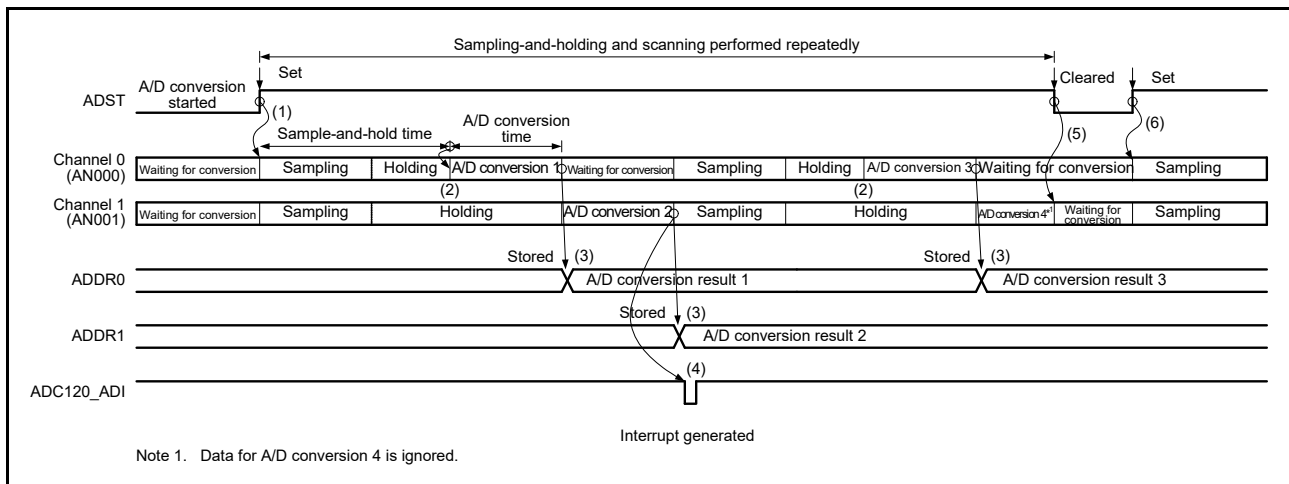 Sampling-and-holding and scanning performed repeatedly
A/D conversion started
Set
Cleared
Set
ADST
(1)
(5)
(6)
Sample-and-hold time
A/D conversion time
Channel 0 (AN000)
Waiting for conversion
Sampling
Holding
A/D conversion 1
Waiting for conversion
Sampling
Holding
A/D conversion 3
Waiting for conversion
Sampling
(2)
(2)
Channel 1 (AN001)
Waiting for conversion
Sampling
Holding
A/D conversion 2
Sampling
Holding
A/D conversion 4*1
Waiting for conversion
Sampling
Stored
(3)
Stored
(3)
ADDR0
A/D conversion result 1
A/D conversion result 3
Stored
(3)
ADDR1
A/D conversion result 2
(4)
ADC120_ADI
Interrupt generated
Note 1. Data for A/D conversion 4 is ignored.